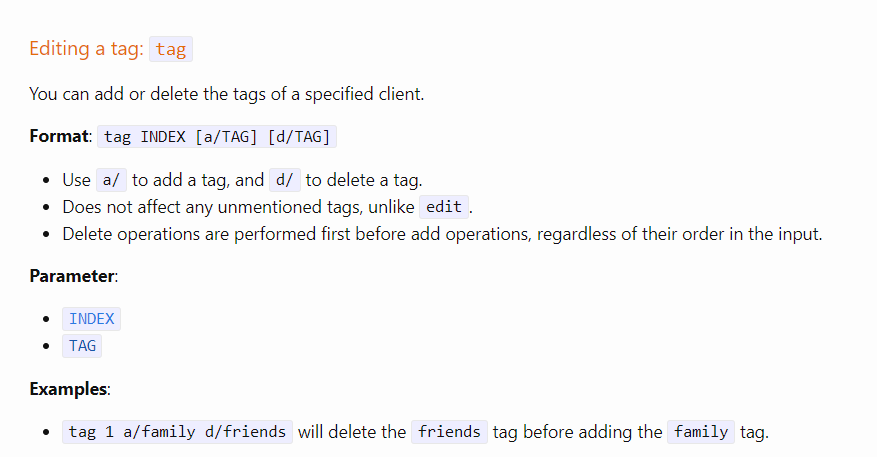 Editing a tag: tag
You can add or delete the tags of a specified client.
Format: tag INDEX [a/TAG] [d/TAG]
• Use a/ to add a tag, and d/ to delete a tag.
• Does not affect any unmentioned tags, unlike edit.
• Delete operations are performed first before add operations, regardless of their order in the input.
Parameter:
• INDEX
• TAG
Examples:
• tag 1 a/family d/friends will delete the friends tag before adding the family tag.